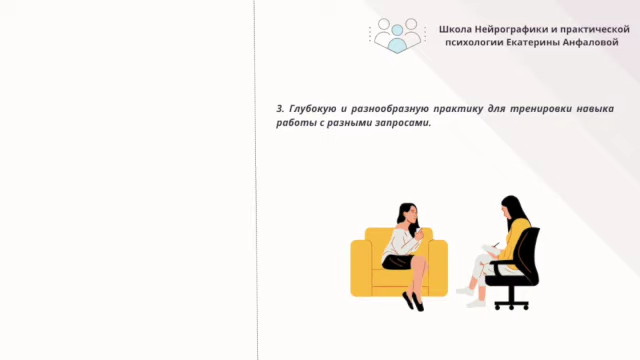 Школа Нейрографики и практической
психологии Екатерины Анфаловой
3. Глубокую и разнообразную практику для тренировки навыка
работы с разными запросами.